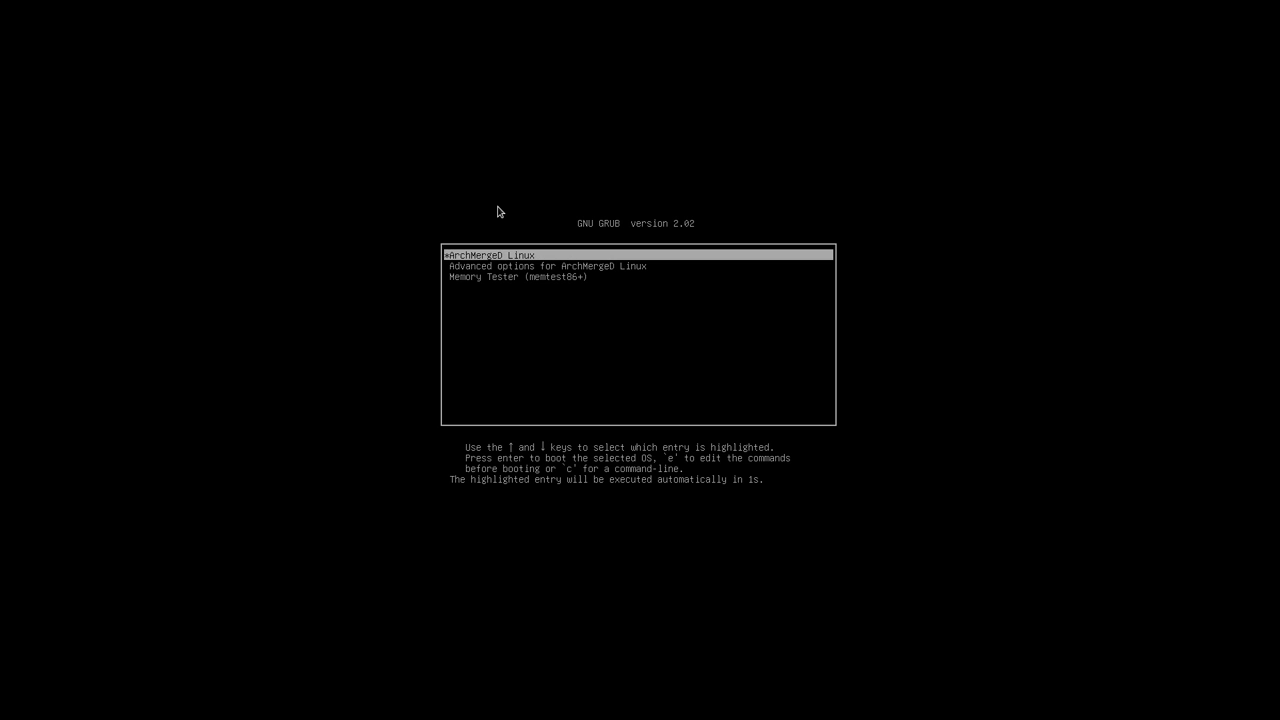 GNU GRUB  version 2.02
*ArchMergeD Linux
Advanced options for ArchMergeD Linux
Memory Tester (memtest86+)
Use the ↑ and ↓ keys to select which entry is highlighted.
Press enter to boot the selected OS, `e' to edit the commands
before booting or `c' for a command-line.
The highlighted entry will be executed automatically in 1s.